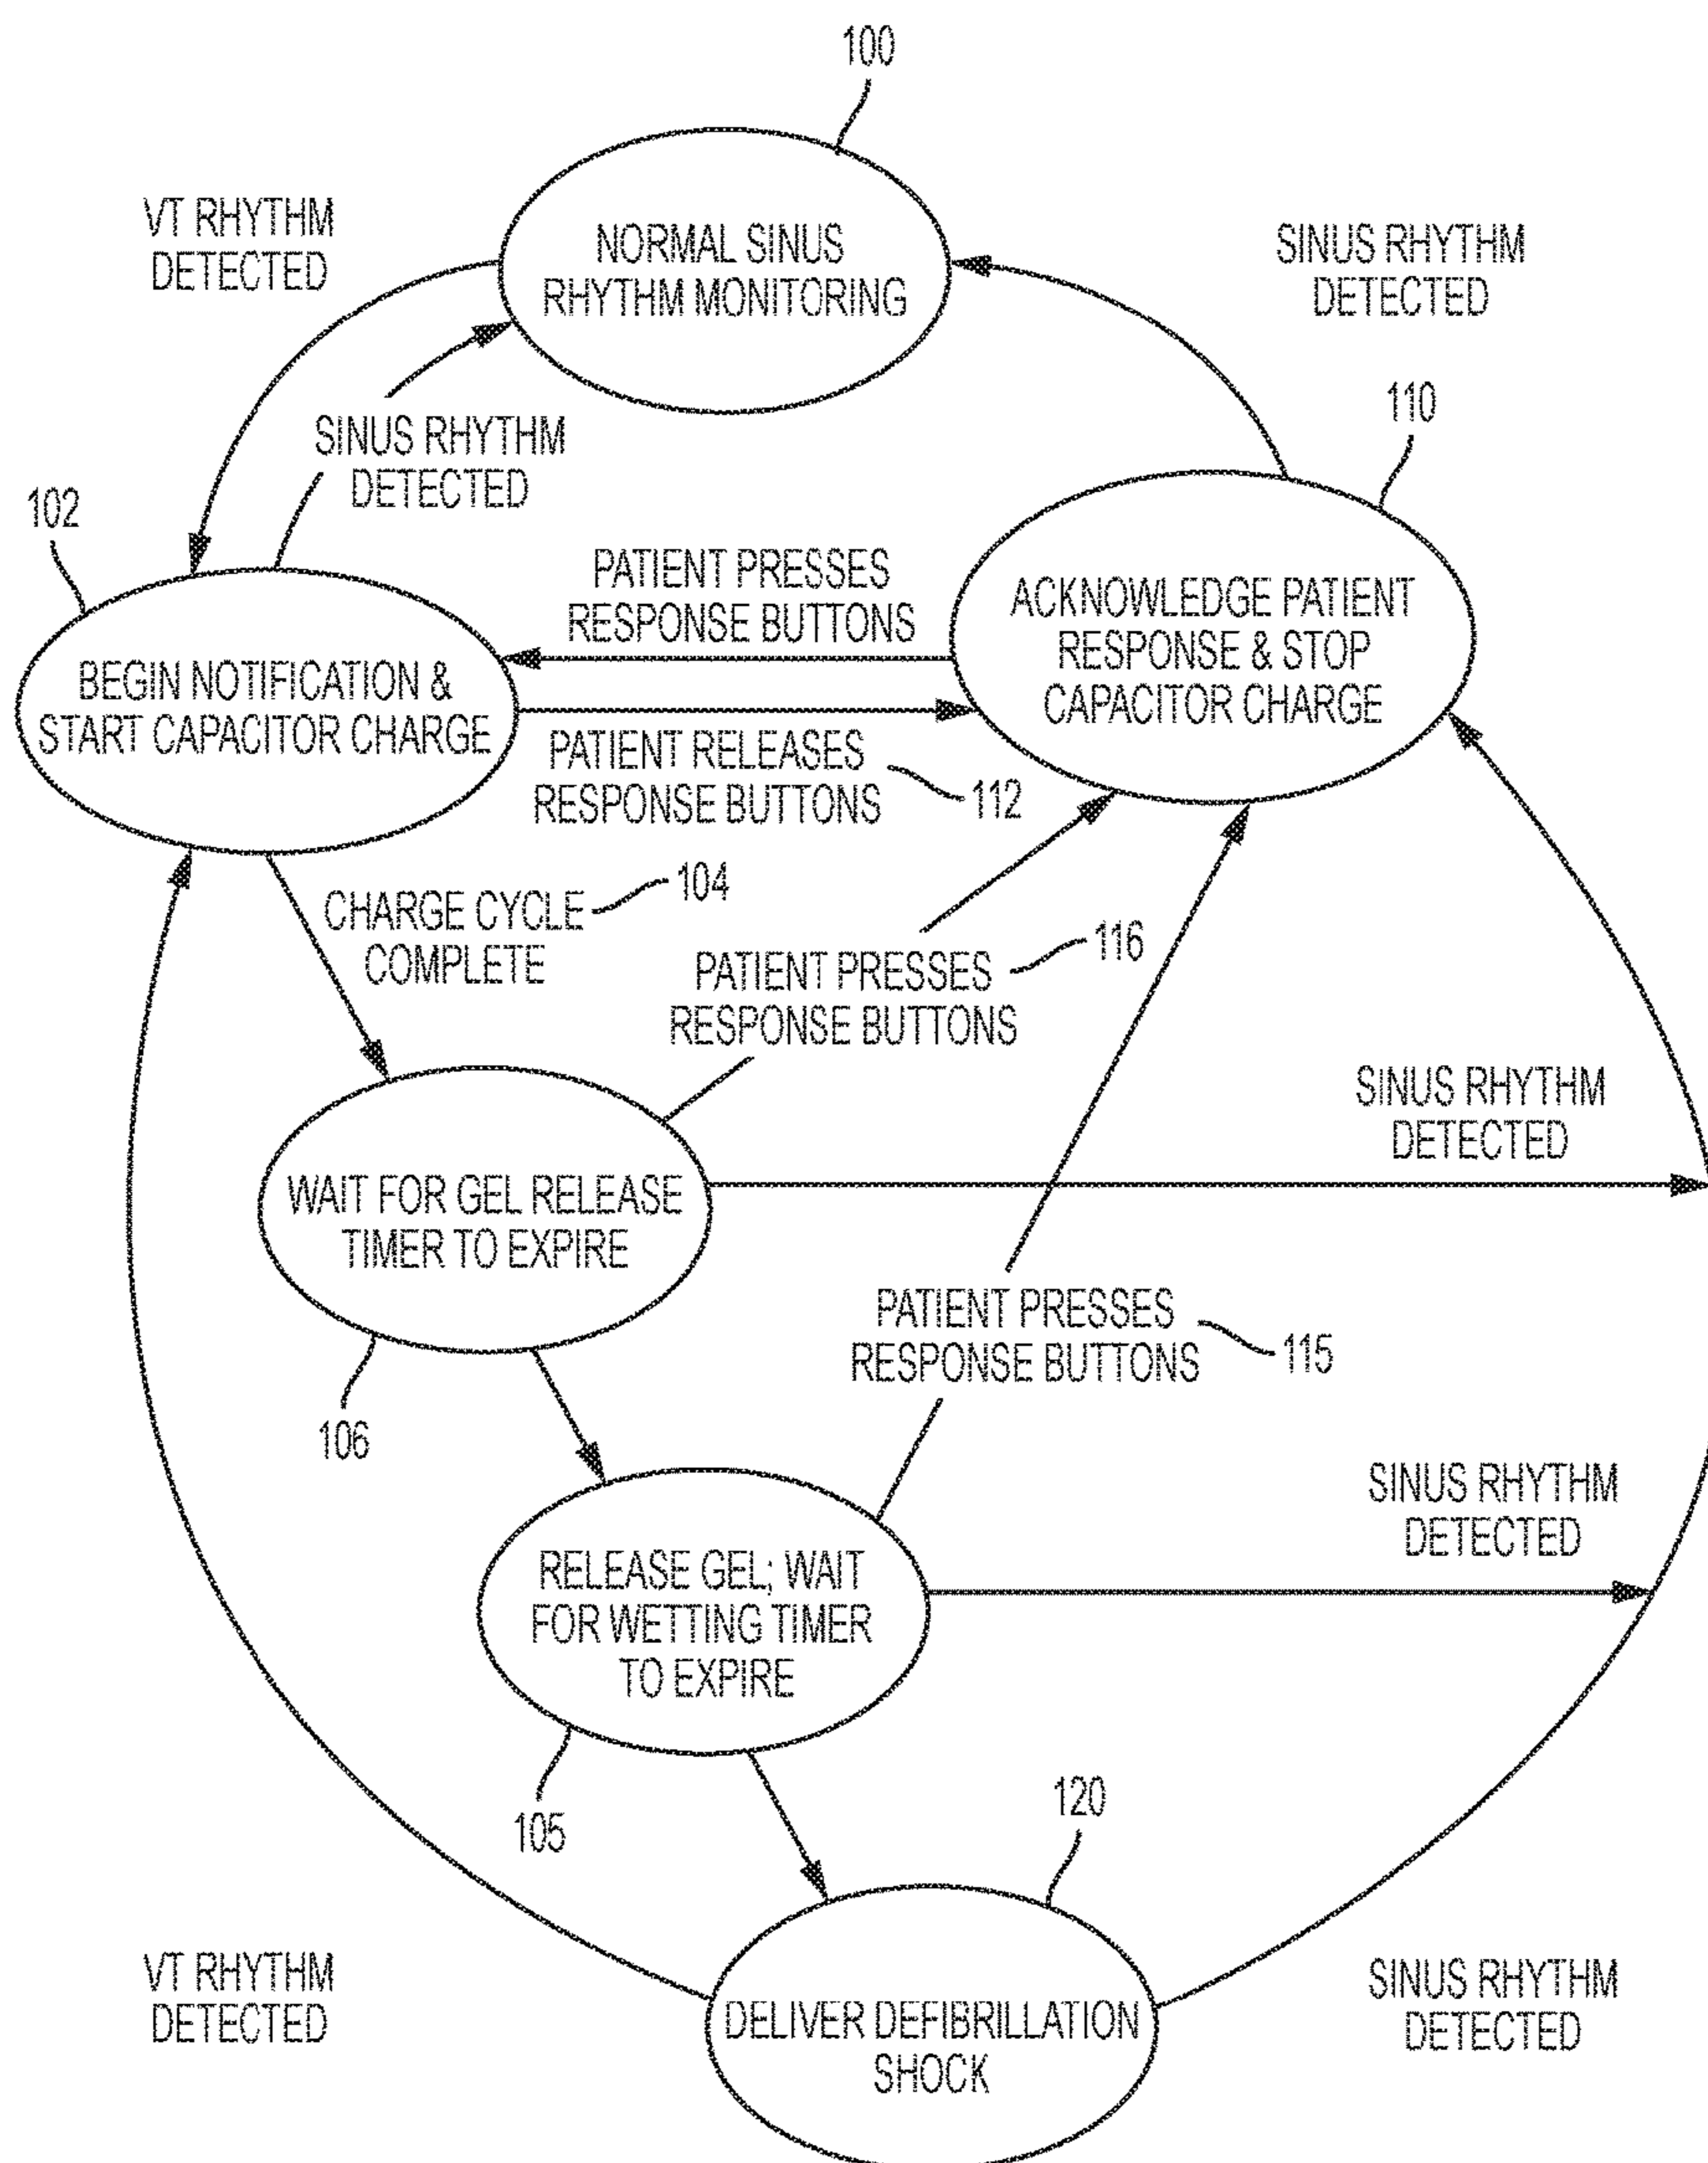 100
VT RHYTHM
DETECTED
NORMAL SINUS
RHYTHM MONITORING
SINUS RHYTHM
DETECTED
110
SINUS RHYTHM
DETECTED
102
PATIENT PRESSES
RESPONSE BUTTONS
ACKNOWLEDGE PATIENT
RESPONSE & STOP
CAPACITOR CHARGE
BEGIN NOTIFICATION &
START CAPACITOR CHARGE
PATIENT RELEASES
RESPONSE BUTTONS
112
CHARGE CYCLE
COMPLETE
104
PATIENT PRESSES
RESPONSE BUTTONS
116
SINUS RHYTHM
DETECTED
WAIT FOR GEL RELEASE
TIMER TO EXPIRE
PATIENT PRESSES
RESPONSE BUTTONS
115
106
SINUS RHYTHM
DETECTED
RELEASE GEL; WAIT
FOR WETTING TIMER
TO EXPIRE
105
120
VT RHYTHM
DETECTED
DELIVER DEFIBRILLATION
SHOCK
SINUS RHYTHM
DETECTED